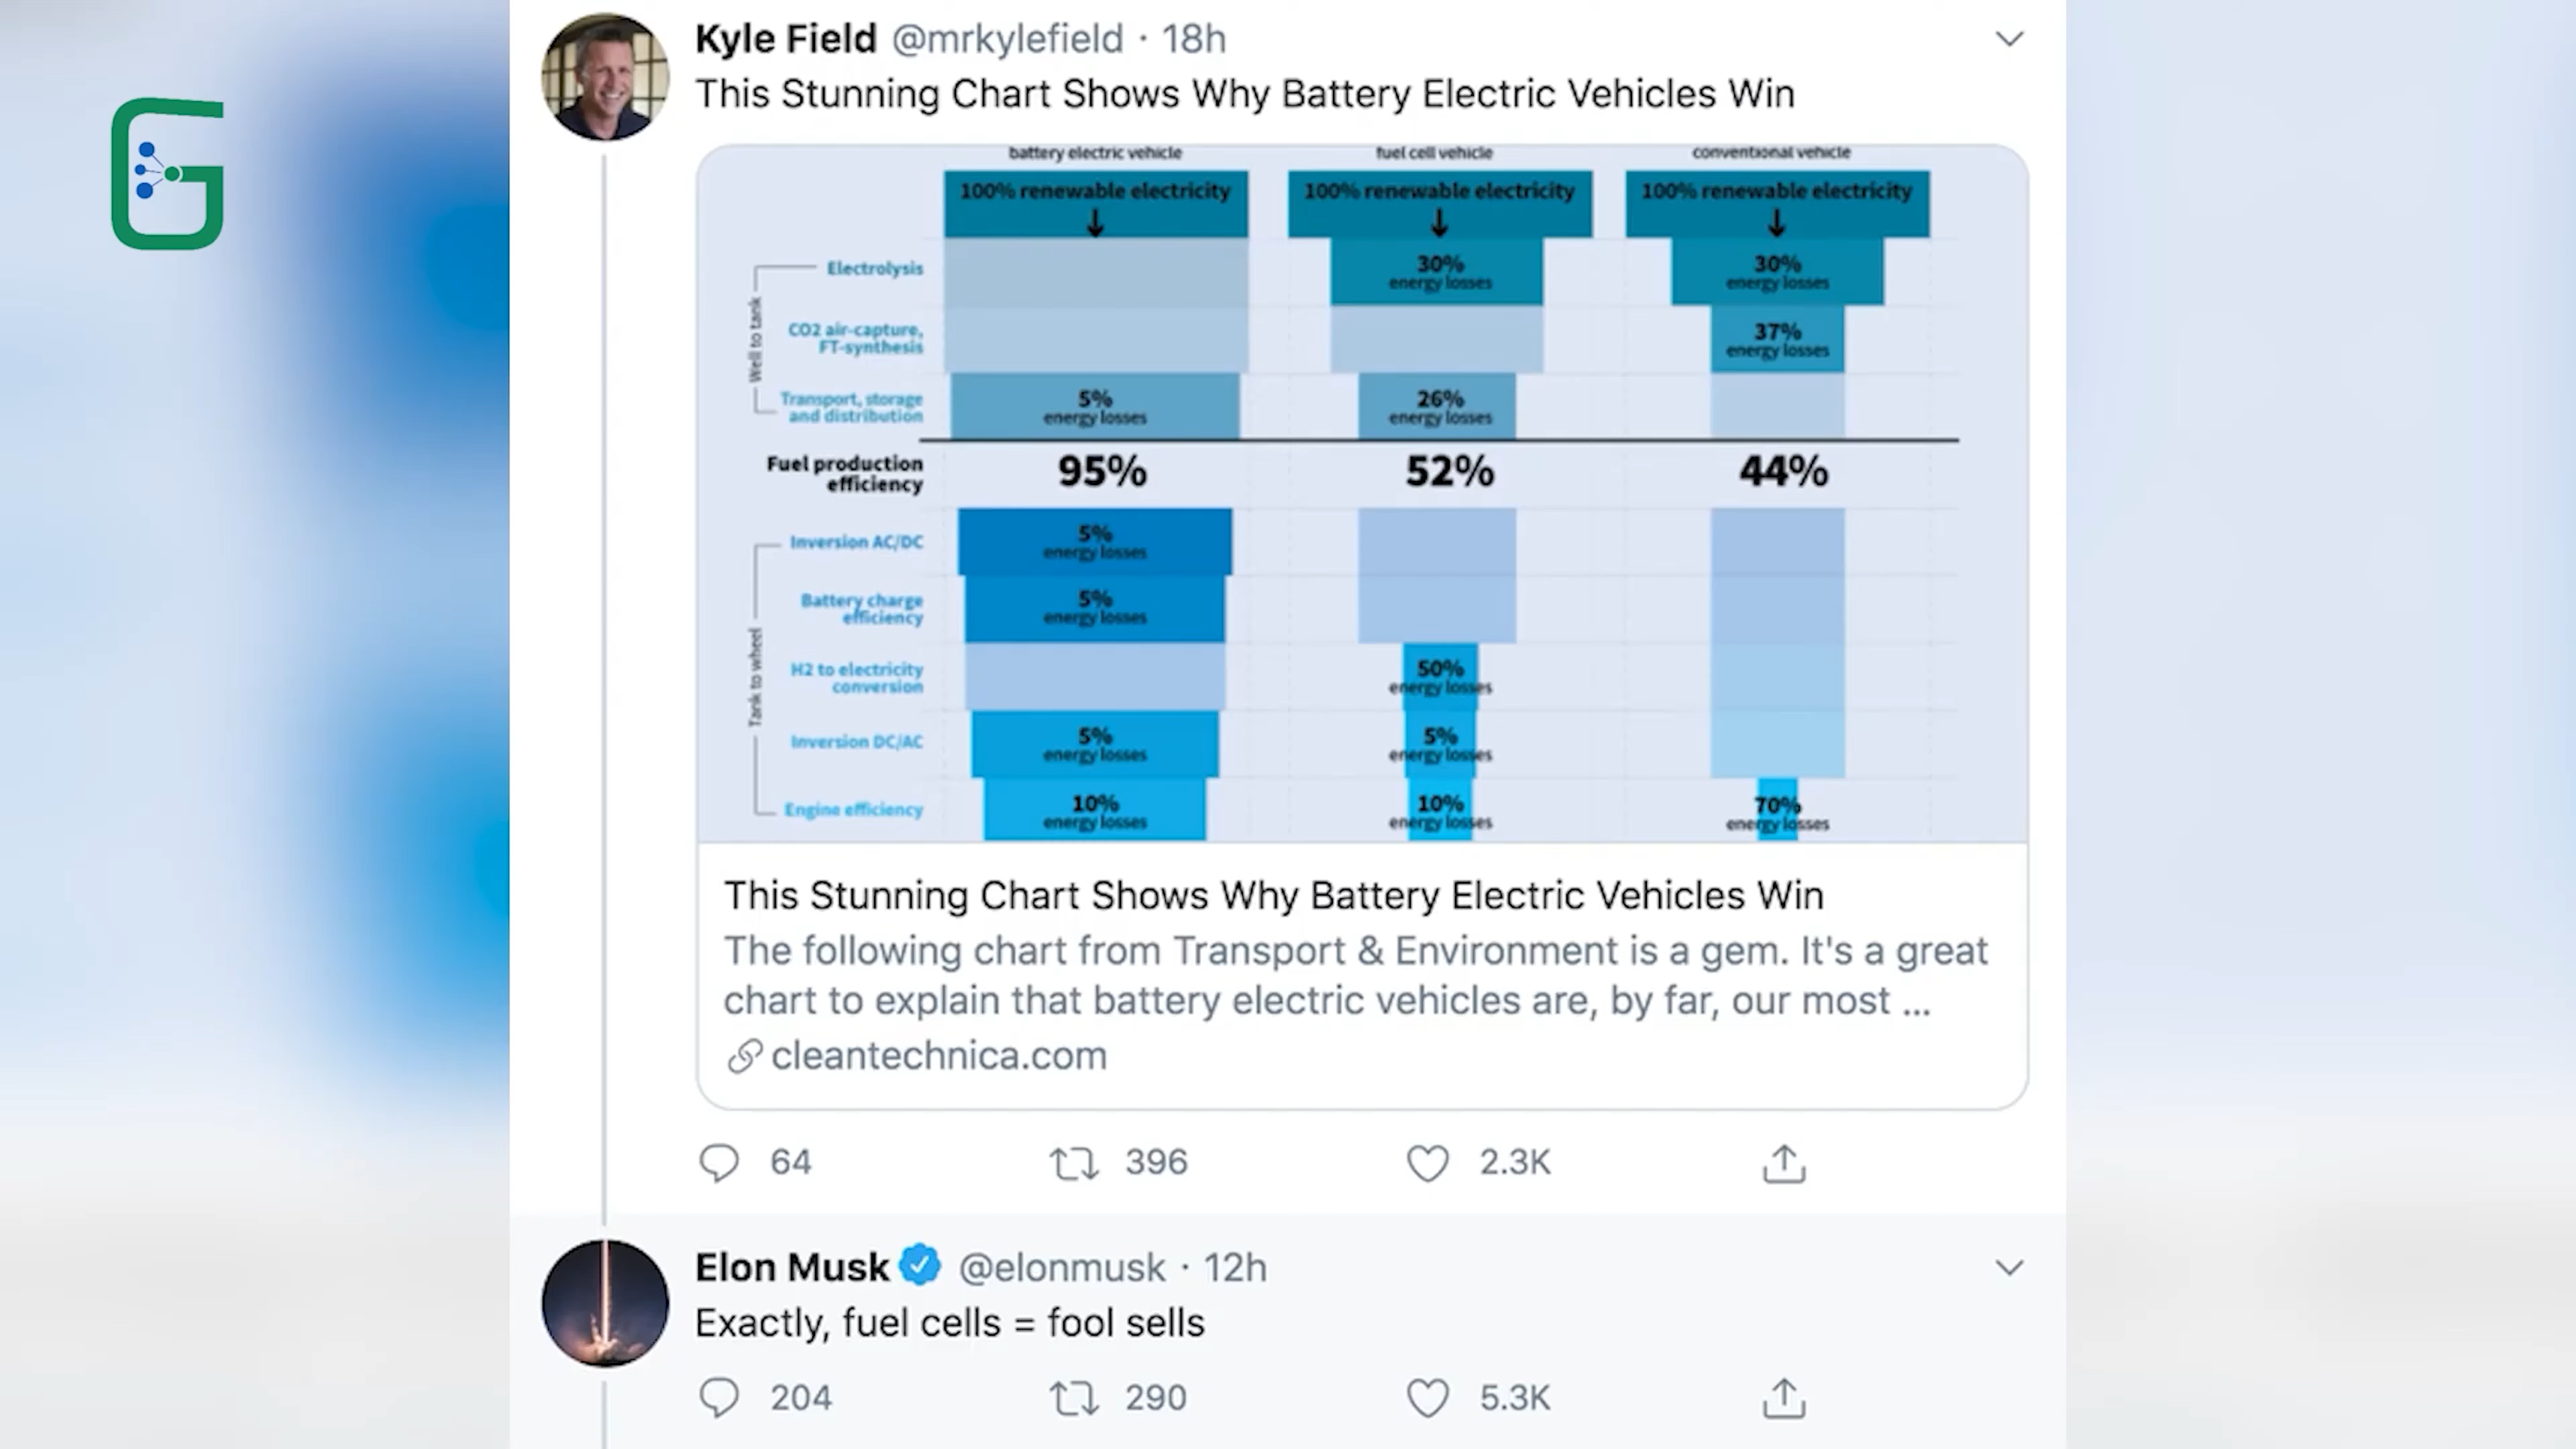 Kyle Field @mrkylefield · 18h
This Stunning Chart Shows Why Battery Electric Vehicles Win
battery electric vehicle
fuel cell vehicle
conventional vehicle
100% renewable electricity
100% renewable electricity
100% renewable electricity
Well to tank
Electrolysis
30%
energy losses
30%
energy losses
CO2 air-capture,
FT-synthesis
37%
energy losses
Transport, storage
and distribution
5%
energy losses
26%
energy losses
Fuel production
efficiency
95%
52%
44%
Tank to wheel
Inversion AC/DC
5%
energy losses
Battery charge
efficiency
5%
energy losses
H2 to electricity
conversion
50%
energy losses
Inversion DC/AC
5%
energy losses
5%
energy losses
Engine efficiency
10%
energy losses
10%
energy losses
70%
energy losses
This Stunning Chart Shows Why Battery Electric Vehicles Win
The following chart from Transport & Environment is a gem. It's a great
chart to explain that battery electric vehicles are, by far, our most ...
cleantechnica.com
64 396 2.3K
Elon Musk @elonmusk · 12h
Exactly, fuel cells = fool sells
204 290 5.3K